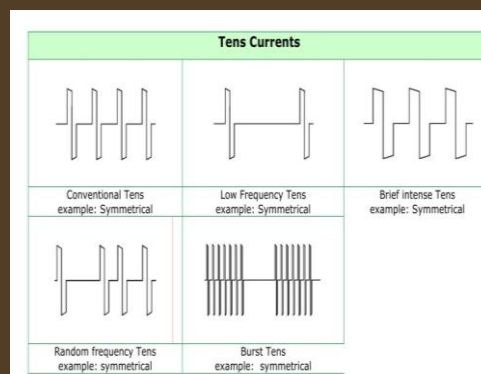 Tens Currents
Conventional Tens
example: Symmetrical
Low Frequency Tens
example: Symmetrical
Brief intense Tens
example: Symmetrical
Random frequency Tens
example: symmetrical
Burst Tens
example: symmetrical